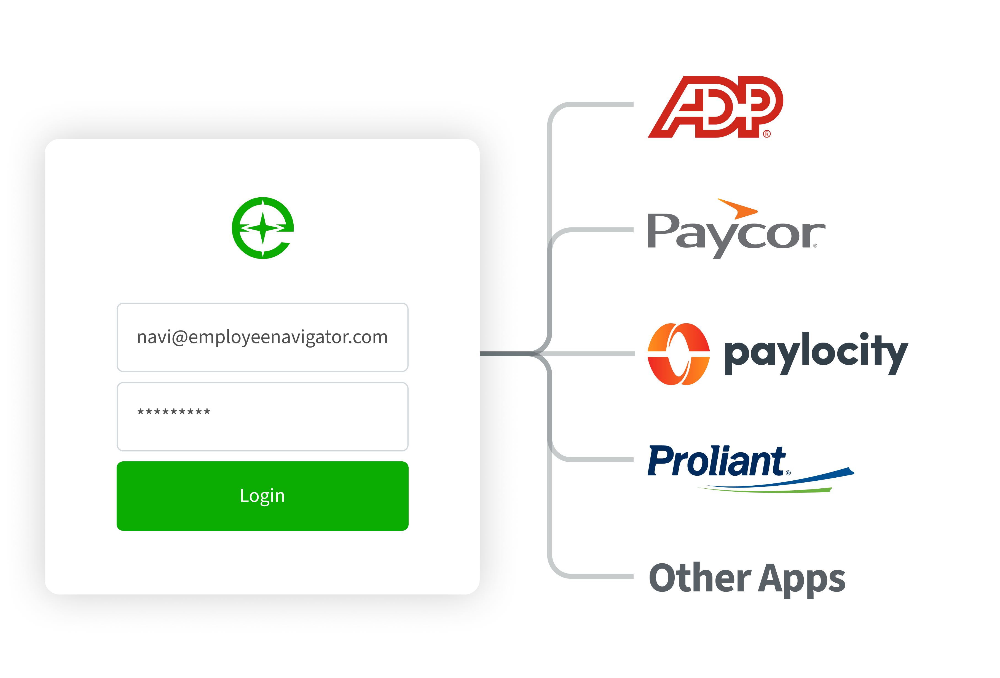 navi@employeenavigator.com
*********
Login
ADP®
Paycor®
paylocity
Proliant®
Other Apps